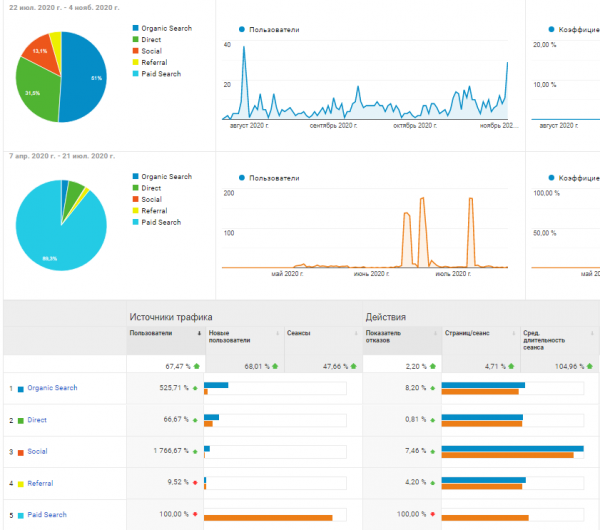 22 июл. 2020 г. - 4 нояб. 2020 г.
Organic Search
Direct
Social
Referral
Paid Search
51%
31,6%
13,1%
Пользователи
40
20
август 2020 г.
сентябрь 2020 г.
октябрь 2020 г.
ноябрь 202...
Коэффицие
20,00 %
10,00 %
август 2020 г.
7 апр. 2020 г. - 21 июл. 2020 г.
Organic Search
Direct
Social
Referral
Paid Search
Пользователи
200
100
май 2020 г.
июнь 2020 г.
июль 2020 г.
Коэффицие
100,00 %
50,00 %
май 202
Источники трафика
Действия
Пользователи
Новые пользователи
Сеансы
Показатель отказов
Страниц/сеанс
Сред. длительность сеанса
67,47 %
68,01 %
47,66 %
2,20 %
4,71 %
104,96 %
1 Organic Search 525,71 % 8,20 %
2 Direct 66,67 % 0,81 %
3 Social 1 766,67 % 7,46 %
4 Referral 9,52 % 4,20 %
5 Paid Search 100,00 % 100,00 %